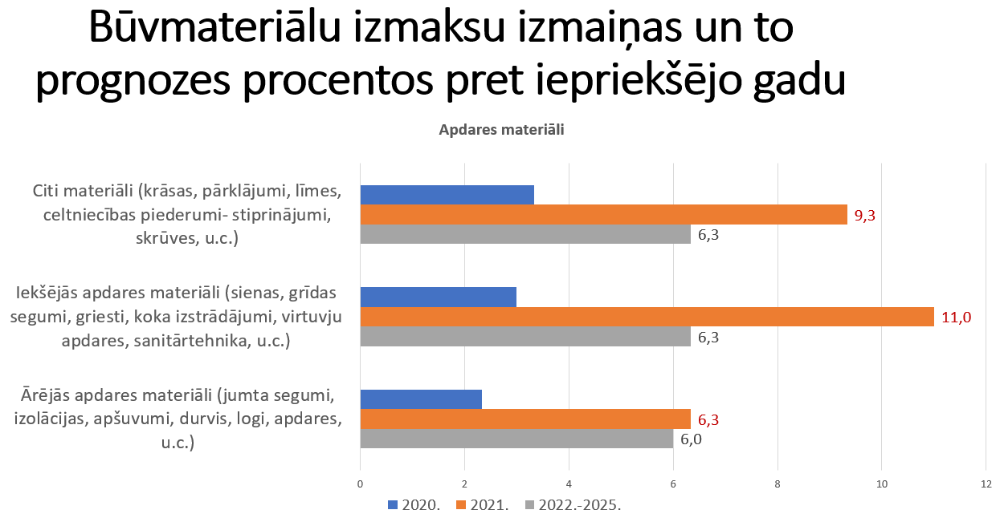 Būvmateriālu izmaksu izmaiņas un to
prognozes procentos pret iepriekšējo gadu
Apdares materiāli
Citi materiāli (krāsas, pārklājumi, līmes,
celtniecības piederumi- stiprinājumi,
skrūves, u.c.)
9,3
6,3
Iekšējās apdares materiāli (sienas, grīdas
segumi, griesti, koka izstrādājumi, virtuvju
apdares, sanitārtehnika, u.c.)
11,0
6,3
Ārējās apdares materiāli (jumta segumi,
izolācijas, apšuvumi, durvis, logi, apdares,
u.c.)
6,3
6,0
0 2 4 6 8 10 12
2020. 2021. 2022.-2025.